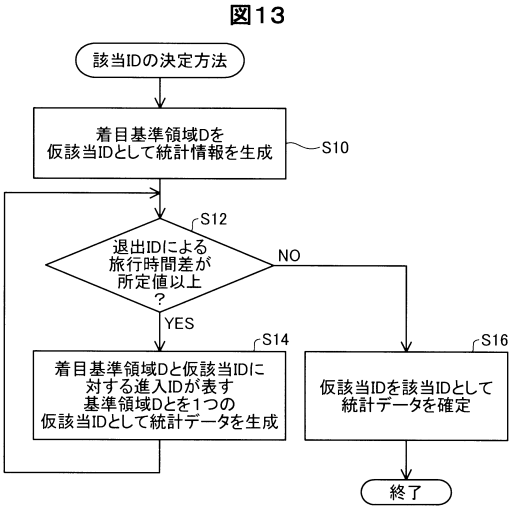 図13
該当IDの決定方法
着目基準領域Dを
仮該当IDとして統計情報を生成
S10
S12
退出IDによる
旅行時間差が
所定値以上
?
NO
YES
S14
着目基準領域Dと仮該当IDに
対する進入IDが表す
基準領域Dとを1つの
仮該当IDとして統計データを生成
S16
仮該当IDを該当IDとして
統計データを確定
終了